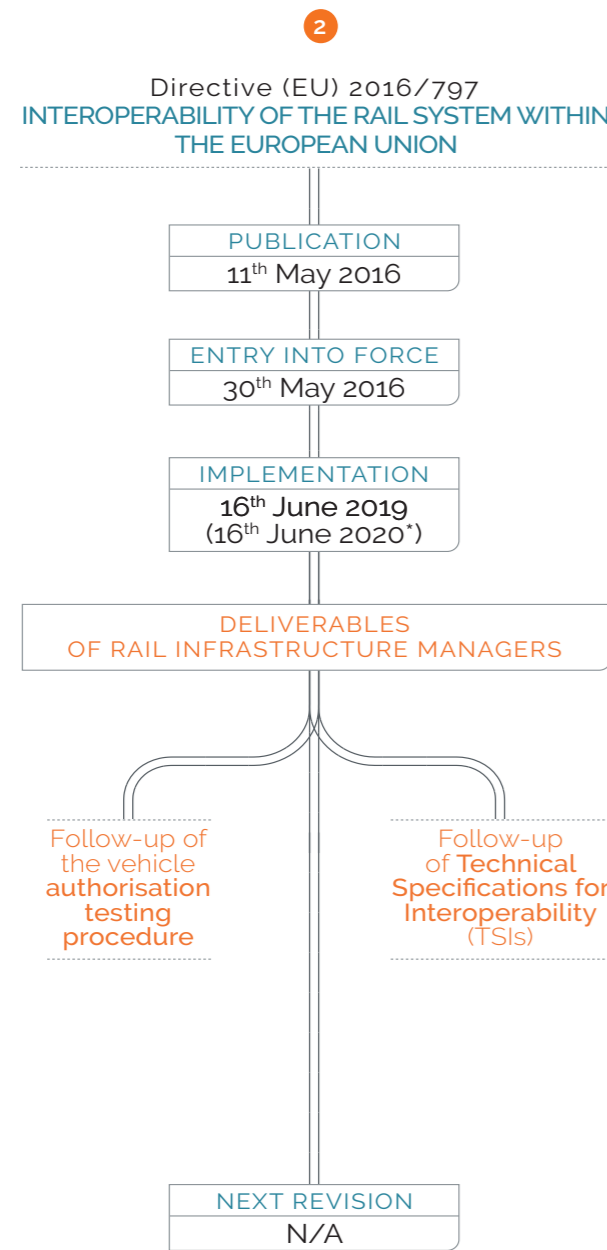 2
Directive (EU) 2016/797
INTEROPERABILITY OF THE RAIL SYSTEM WITHIN
THE EUROPEAN UNION
PUBLICATION
11th May 2016
ENTRY INTO FORCE
30th May 2016
IMPLEMENTATION
16th June 2019
(16th June 2020*)
DELIVERABLES
OF RAIL INFRASTRUCTURE MANAGERS
Follow-up of
the vehicle
authorisation
testing
procedure
Follow-up
of Technical
Specifications for
Interoperability
(TSIs)
NEXT REVISION
N/A